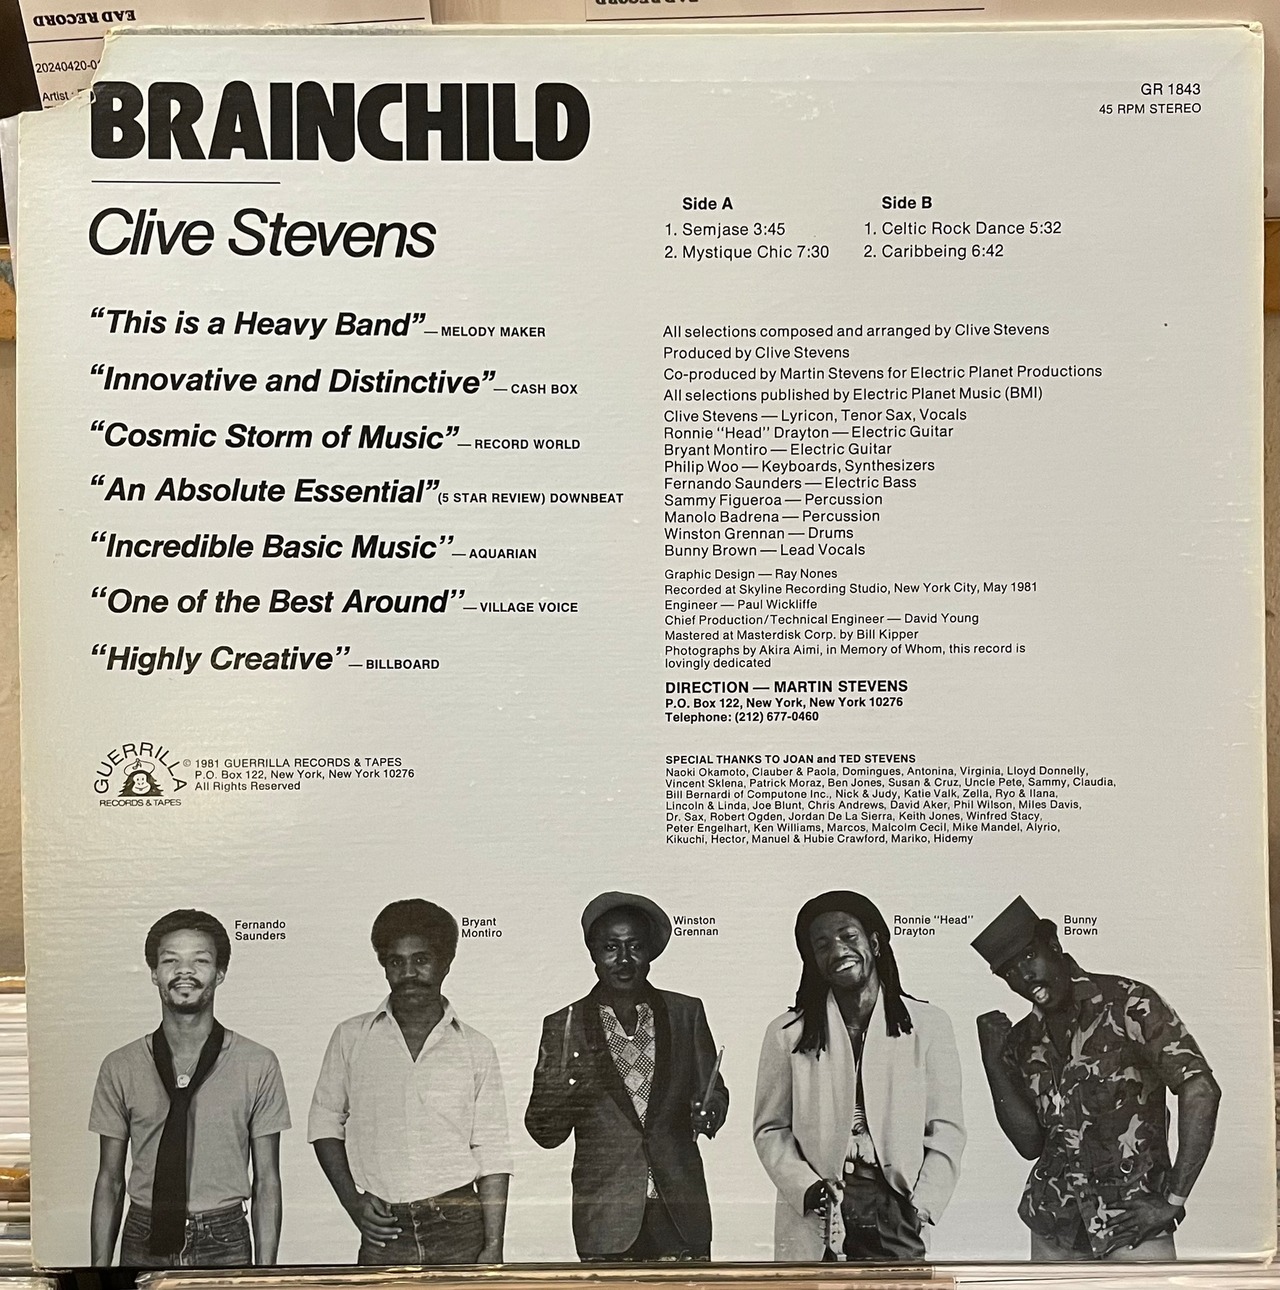 EAD RECORD
EAD RECORD
20240420-0
Artist :
BRAINCHILD
GR 1843
45 RPM STEREO
Clive Stevens
Side A
1. Semjase 3:45
2. Mystique Chic 7:30
Side B
1. Celtic Rock Dance 5:32
2. Caribbeing 6:42
“This is a Heavy Band”— MELODY MAKER
“Innovative and Distinctive”— CASH BOX
“Cosmic Storm of Music”— RECORD WORLD
“An Absolute Essential”(5 STAR REVIEW) DOWNBEAT
“Incredible Basic Music”— AQUARIAN
“One of the Best Around”— VILLAGE VOICE
“Highly Creative”— BILLBOARD
All selections composed and arranged by Clive Stevens
Produced by Clive Stevens
Co-produced by Martin Stevens for Electric Planet Productions
All selections published by Electric Planet Music (BMI)
Clive Stevens — Lyricon, Tenor Sax, Vocals
Ronnie “Head” Drayton — Electric Guitar
Bryant Montiro — Electric Guitar
Philip Woo — Keyboards, Synthesizers
Fernando Saunders — Electric Bass
Sammy Figueroa — Percussion
Manolo Badrena — Percussion
Winston Grennan — Drums
Bunny Brown — Lead Vocals
Graphic Design — Ray Nones
Recorded at Skyline Recording Studio, New York City, May 1981
Engineer — Paul Wickliffe
Chief Production/Technical Engineer — David Young
Mastered at Masterdisk Corp. by Bill Kipper
Photographs by Akira Aimi, in Memory of Whom, this record is
lovingly dedicated
DIRECTION — MARTIN STEVENS
P.O. Box 122, New York, New York 10276
Telephone: (212) 677-0460
GUERRILLA
RECORDS & TAPES
© 1981 GUERRILLA RECORDS & TAPES
P.O. Box 122, New York, New York 10276
All Rights Reserved
SPECIAL THANKS TO JOAN and TED STEVENS
Naoki Okamoto, Clauber & Paola, Domingues, Antonina, Virginia, Lloyd Donnelly,
Vincent Sklena, Patrick Moraz, Ben Jones, Susan & Cruz, Uncle Pete, Sammy, Claudia,
Bill Bernardi of Computone Inc., Nick & Judy, Katie Valk, Zella, Ryo & Ilana,
Lincoln & Linda, Joe Blunt, Chris Andrews, David Aker, Phil Wilson, Miles Davis,
Dr. Sax, Robert Ogden, Jordan De La Sierra, Keith Jones, Winfred Stacy,
Peter Engelhart, Ken Williams, Marcos, Malcolm Cecil, Mike Mandel, Alyrio,
Kikuchi, Hector, Manuel & Hubie Crawford, Mariko, Hidemy
Fernando
Saunders
Bryant
Montiro
Winston
Grennan
Ronnie “Head”
Drayton
Bunny
Brown